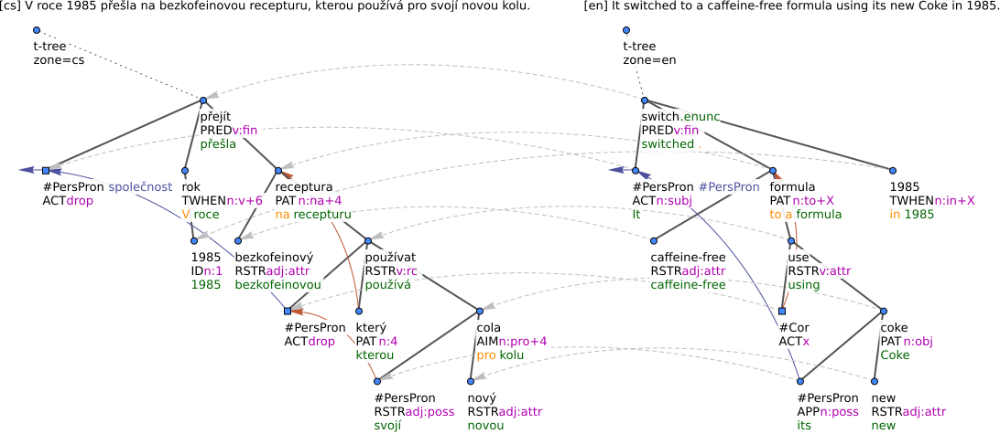 [cs] V roce 1985 přešla na bezkofeinovou recepturu, kterou používá pro svojí novou kolu.
[en] It switched to a caffeine-free formula using its new Coke in 1985.
t-tree
zone=cs
t-tree
zone=en
přejít
PREDv:fin
přešla
switch.enunc
PREDv:fin
switched .
#PersPron společnost
ACTdrop
rok
TWHENn:v+6
V roce
receptura
PATn:na+4
na recepturu
#PersPron #PersPron
ACTn:subj
It
formula
PATn:to+X
to a formula
1985
TWHENn:in+X
in 1985
1985
IDn:1
1985
bezkofeinový
RSTRadj:attr
bezkofeinovou
používat
RSTRv:rc
používá
caffeine-free
RSTRadj:attr
caffeine-free
use
RSTRv:attr
using
#PersPron
ACTdrop
který
PATn:4
kterou
cola
AIMn:pro+4
pro kolu
#Cor
ACTx
coke
PATn:obj
Coke
#PersPron
RSTRadj:poss
svojí
nový
RSTRadj:attr
novou
#PersPron
APPn:poss
its
new
RSTRadj:attr
new